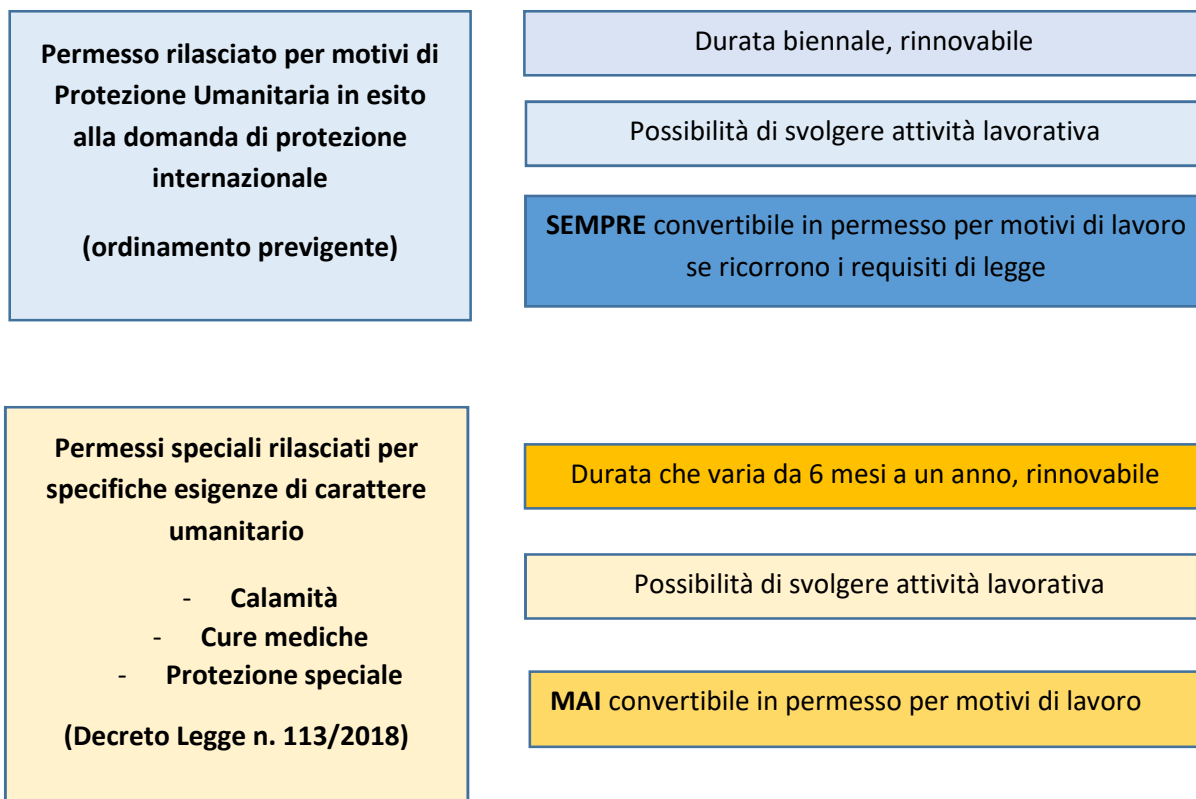 Permesso rilasciato per motivi di
Protezione Umanitaria in esito
alla domanda di protezione
internazionale
(ordinamento previgente)
Durata biennale, rinnovabile
Possibilità di svolgere attività lavorativa
SEMPRE convertibile in permesso per motivi di lavoro
se ricorrono i requisiti di legge
Permessi speciali rilasciati per
specifiche esigenze di carattere
umanitario
- Calamità
- Cure mediche
- Protezione speciale
(Decreto Legge n. 113/2018)
Durata che varia da 6 mesi a un anno, rinnovabile
Possibilità di svolgere attività lavorativa
MAI convertibile in permesso per motivi di lavoro